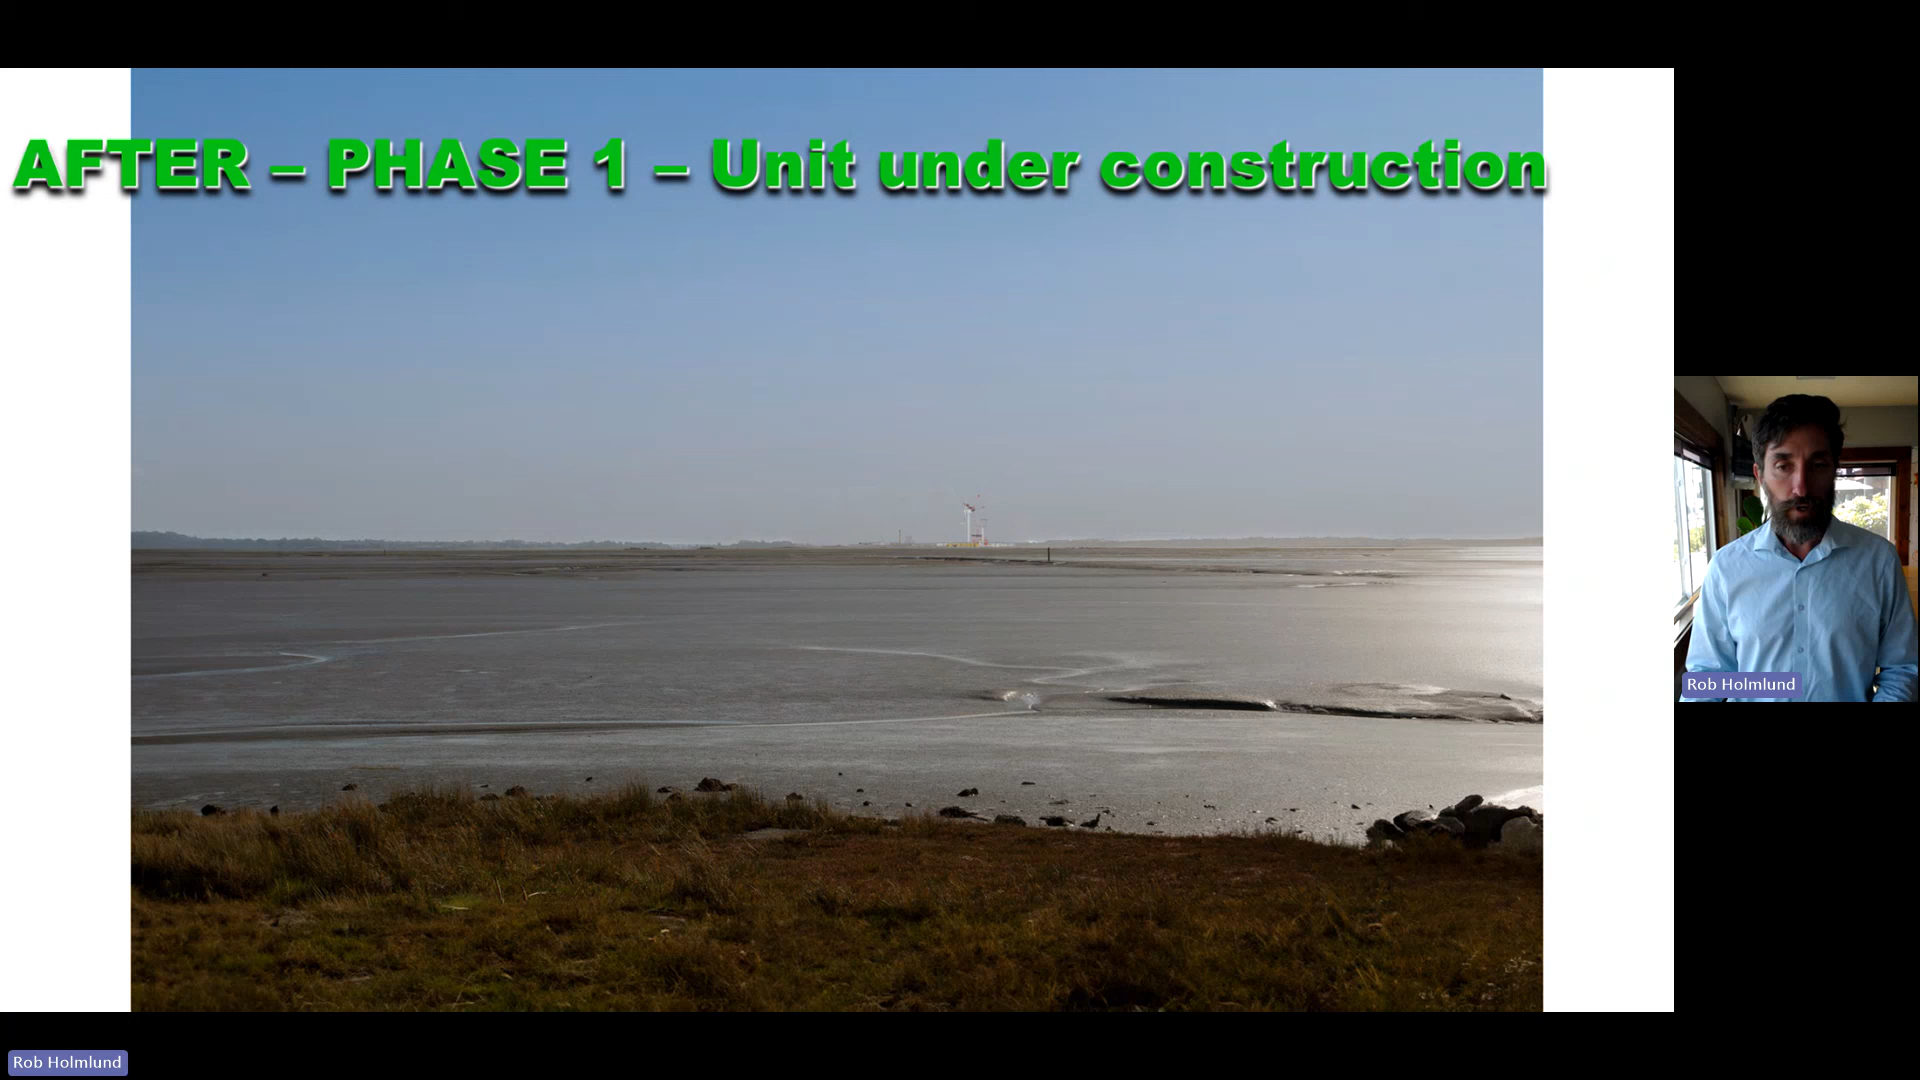 AFTER – PHASE 1 – Unit under construction
Rob Holmlund
Rob Holmlund